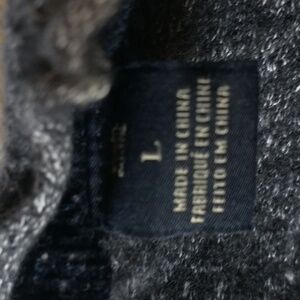 L
MADE IN CHINA
FABRIQUÉ EN CHINE
FEITO EM CHINA